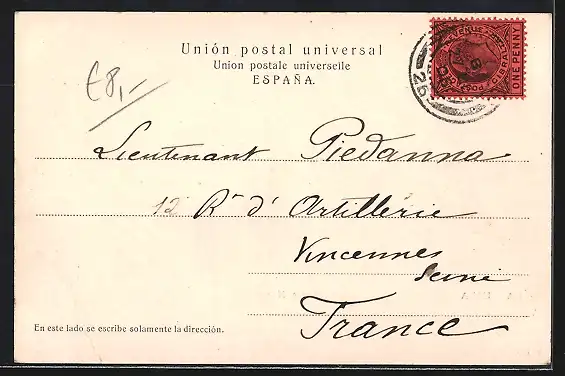 Unión postal universal
Union postale universelle
ESPAÑA.
£8,-
ONE PENNY
26
Lieutenant Piedanna
12 Rt d' Artillerie
Vincennes
Seine
France
En este lado se escribe solamente la dirección.